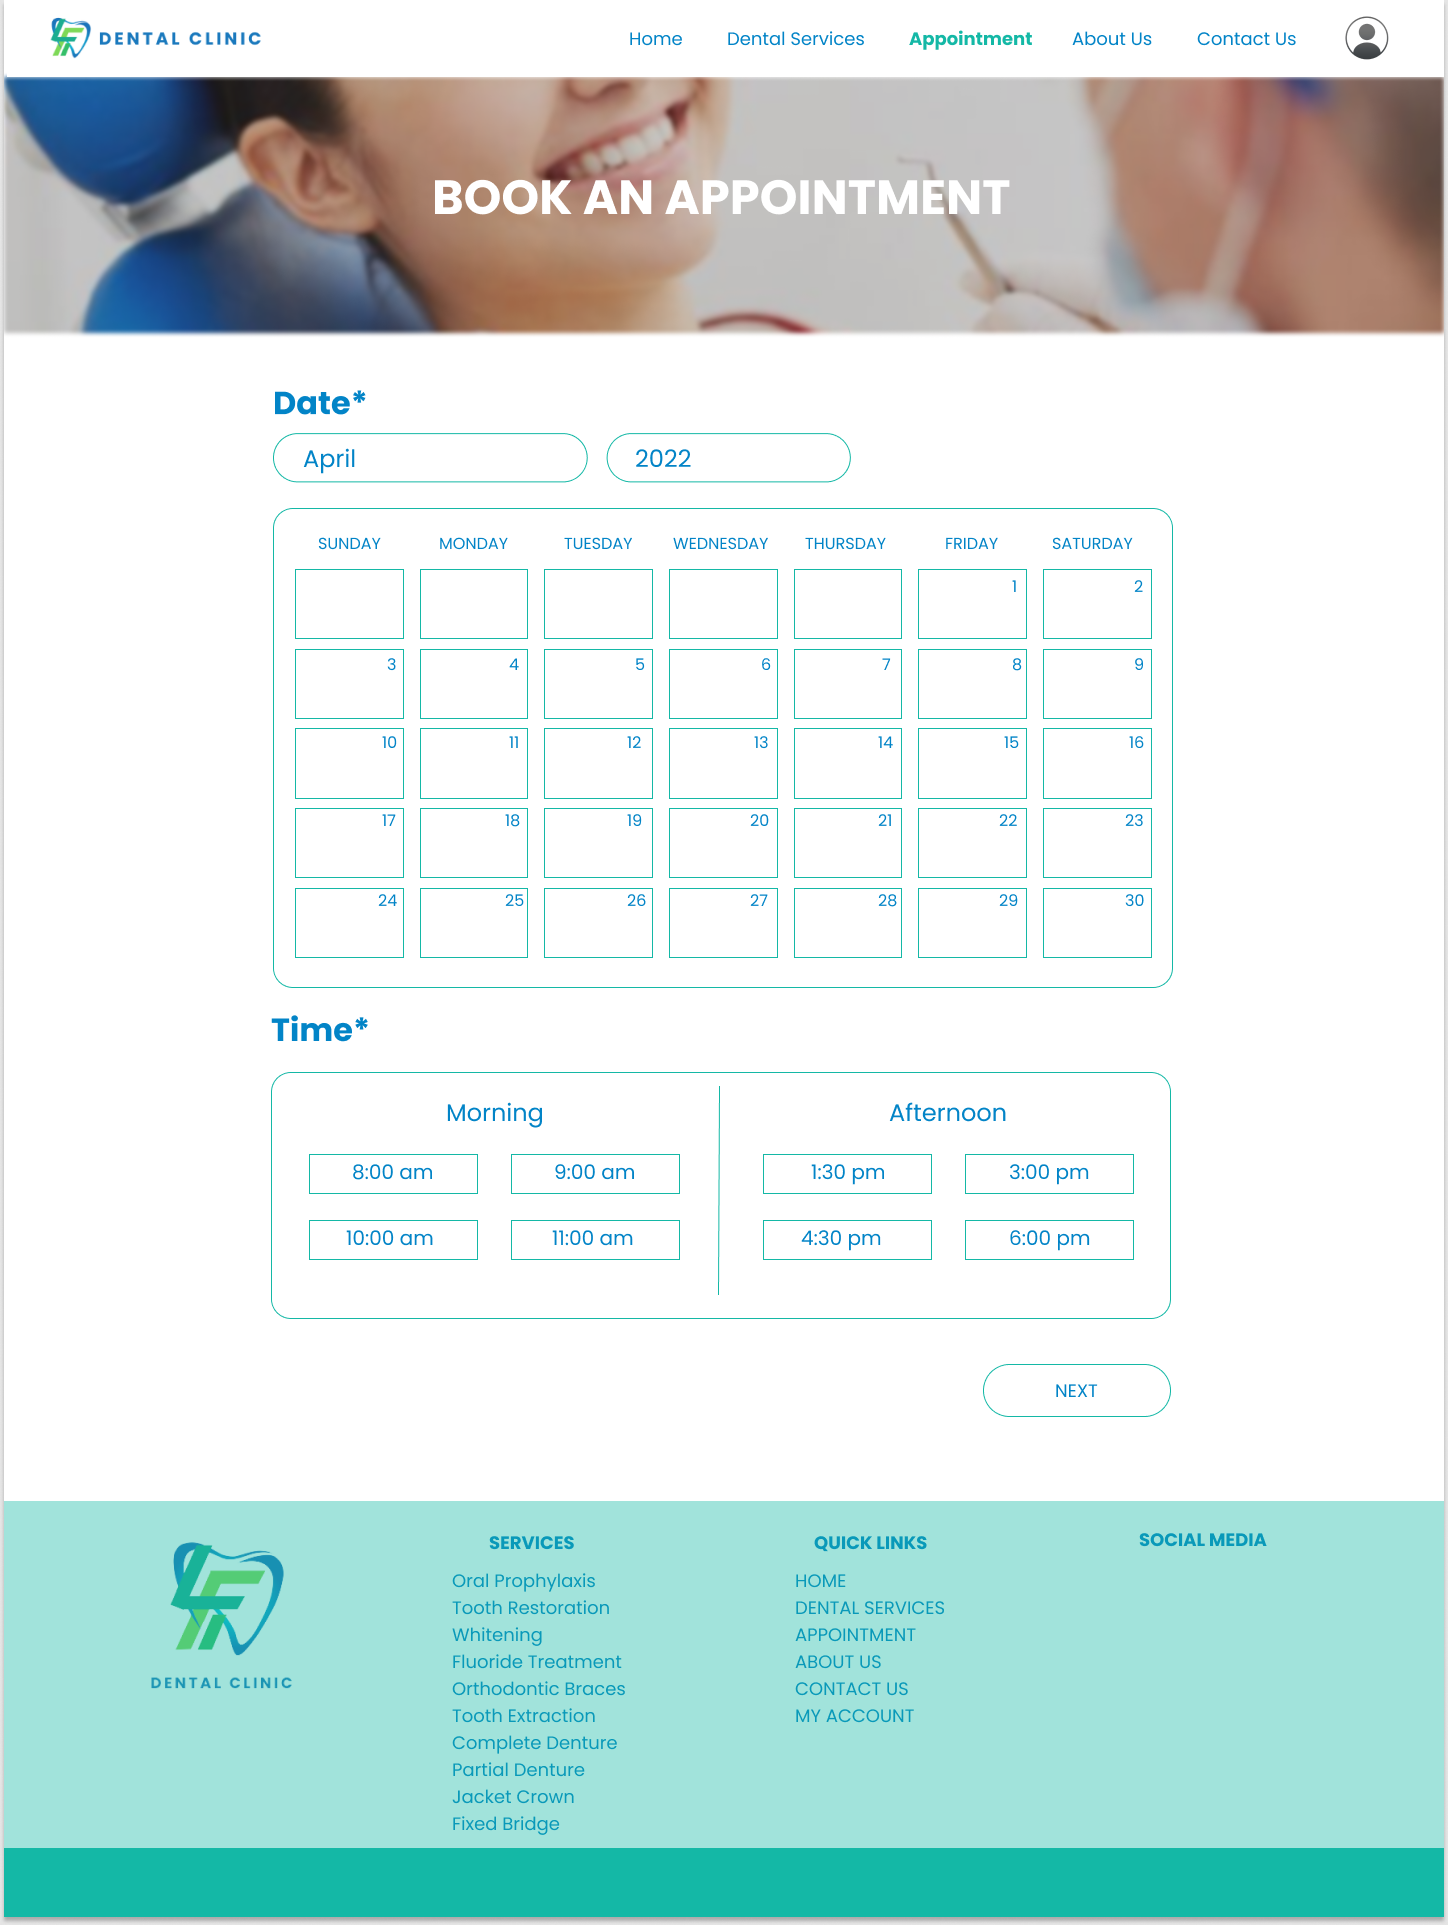 DENTAL CLINIC
Home Dental Services Appointment About Us Contact Us
BOOK AN APPOINTMENT
Date*
April 2022
SUNDAY MONDAY TUESDAY WEDNESDAY THURSDAY FRIDAY SATURDAY
1 2
3 4 5 6 7 8 9
10 11 12 13 14 15 16
17 18 19 20 21 22 23
24 25 26 27 28 29 30
Time*
Morning Afternoon
8:00 am 9:00 am 1:30 pm 3:00 pm
10:00 am 11:00 am 4:30 pm 6:00 pm
NEXT
DENTAL CLINIC
SERVICES
Oral Prophylaxis
Tooth Restoration
Whitening
Fluoride Treatment
Orthodontic Braces
Tooth Extraction
Complete Denture
Partial Denture
Jacket Crown
Fixed Bridge
QUICK LINKS
HOME
DENTAL SERVICES
APPOINTMENT
ABOUT US
CONTACT US
MY ACCOUNT
SOCIAL MEDIA